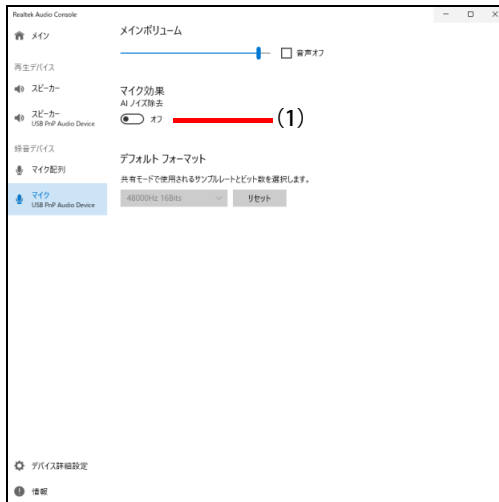 Realtek Audio Console
メイン
再生デバイス
スピーカー
スピーカー
USB PnP Audio Device
録音デバイス
マイク配列
マイク
USB PnP Audio Device
デバイス詳細設定
情報
メインボリューム
音声オフ
マイク効果
AI ノイズ除去
オフ
(1)
デフォルト フォーマット
共有モードで使用されるサンプルレートとビット数を選択します。
48000Hz 16Bits
リセット